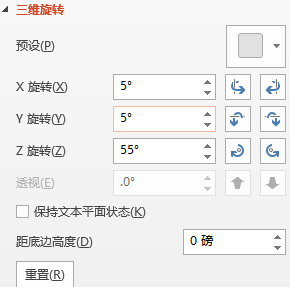 三维旋转
预设(P)
X 旋转(X) 5°
Y 旋转(Y) 5°
Z 旋转(Z) 55°
透视(E) .0°
保持文本平面状态(K)
距底边高度(D) 0 磅
重置(R)